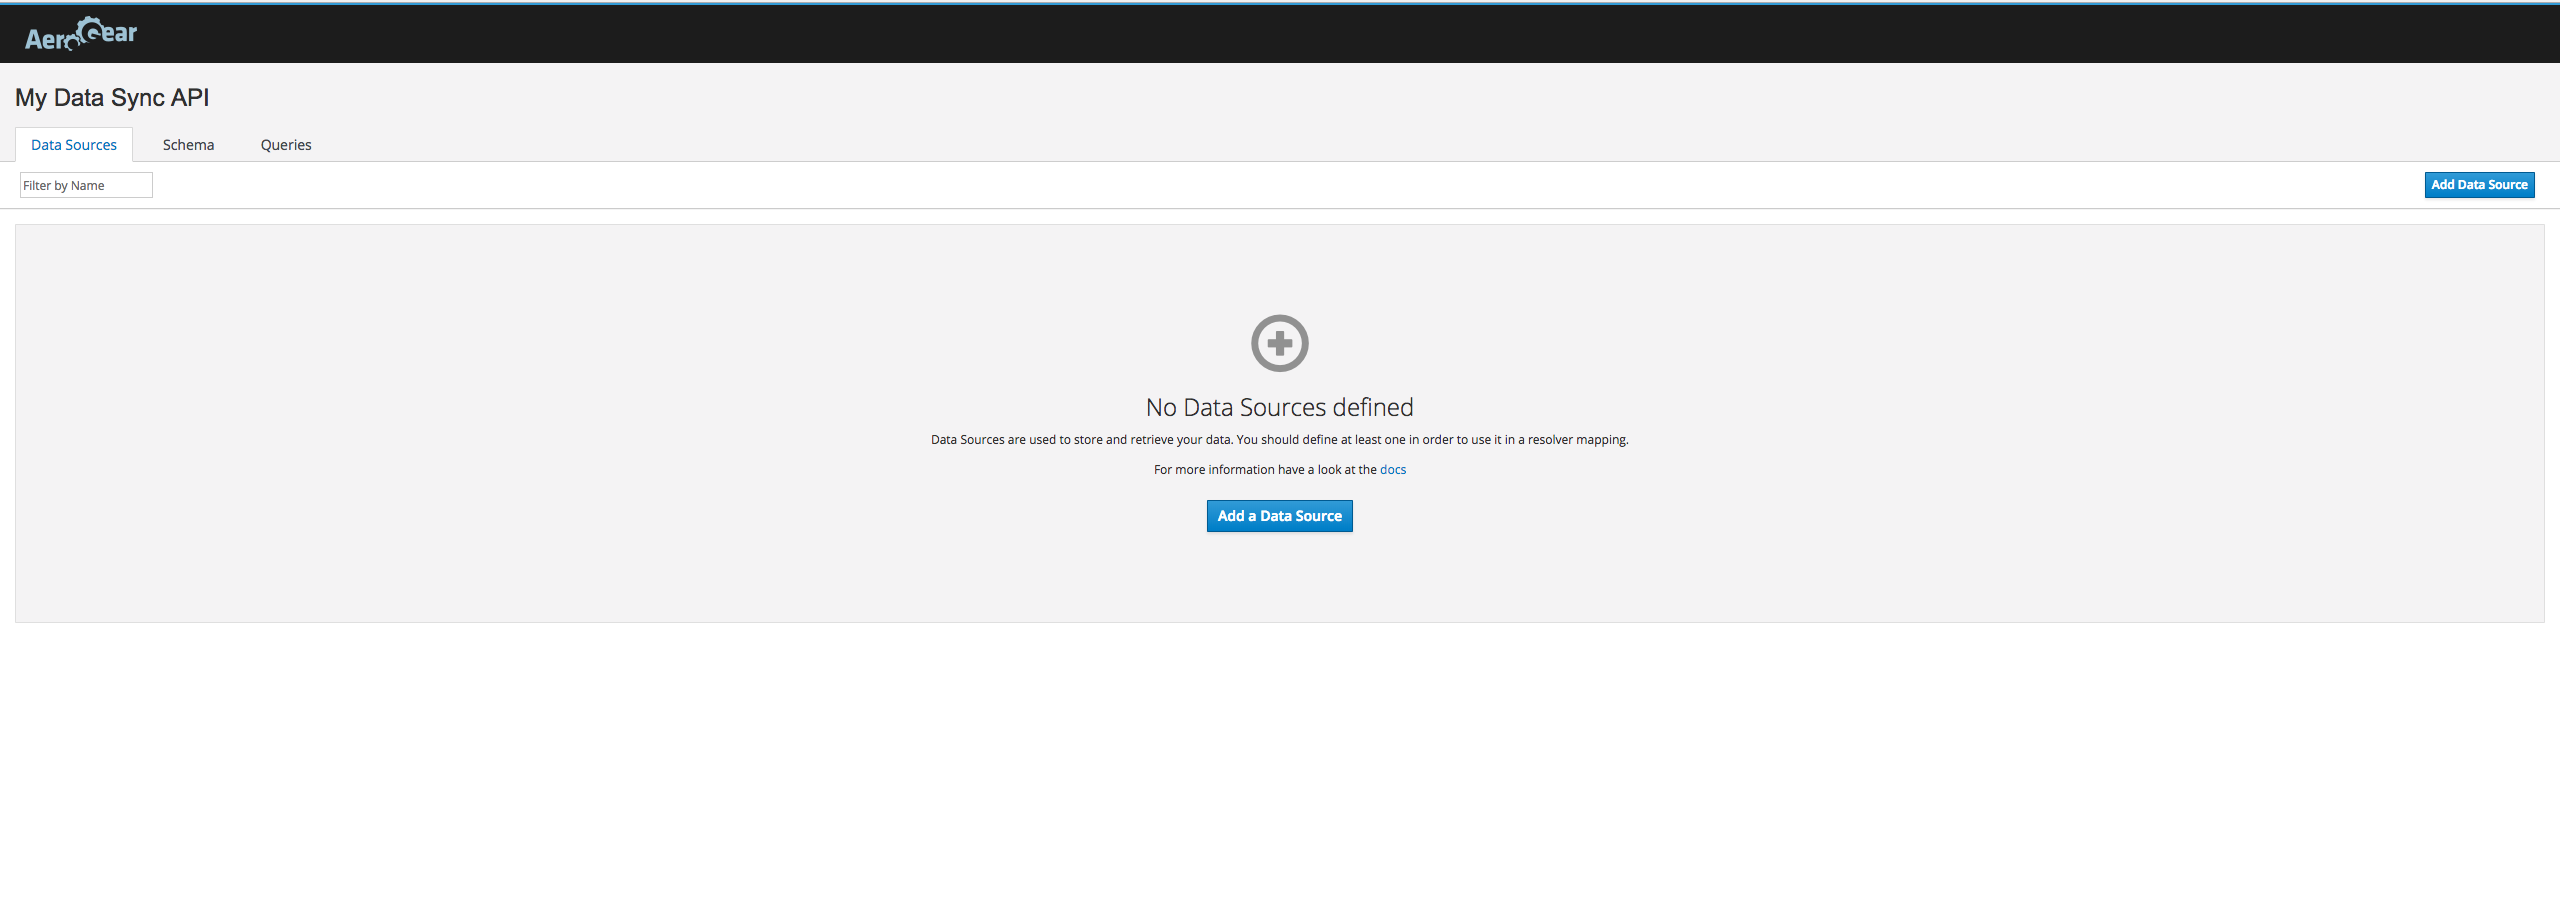 AeroGear
My Data Sync API
Data Sources
Schema
Queries
Filter by Name
Add Data Source
No Data Sources defined
Data Sources are used to store and retrieve your data. You should define at least one in order to use it in a resolver mapping.
For more information have a look at the docs
Add a Data Source